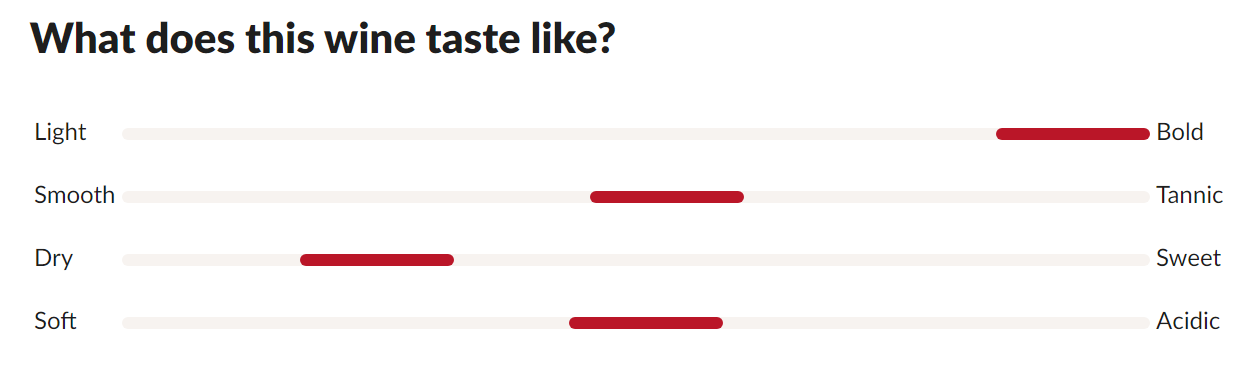 What does this wine taste like?
Light Bold
Smooth Tannic
Dry Sweet
Soft Acidic